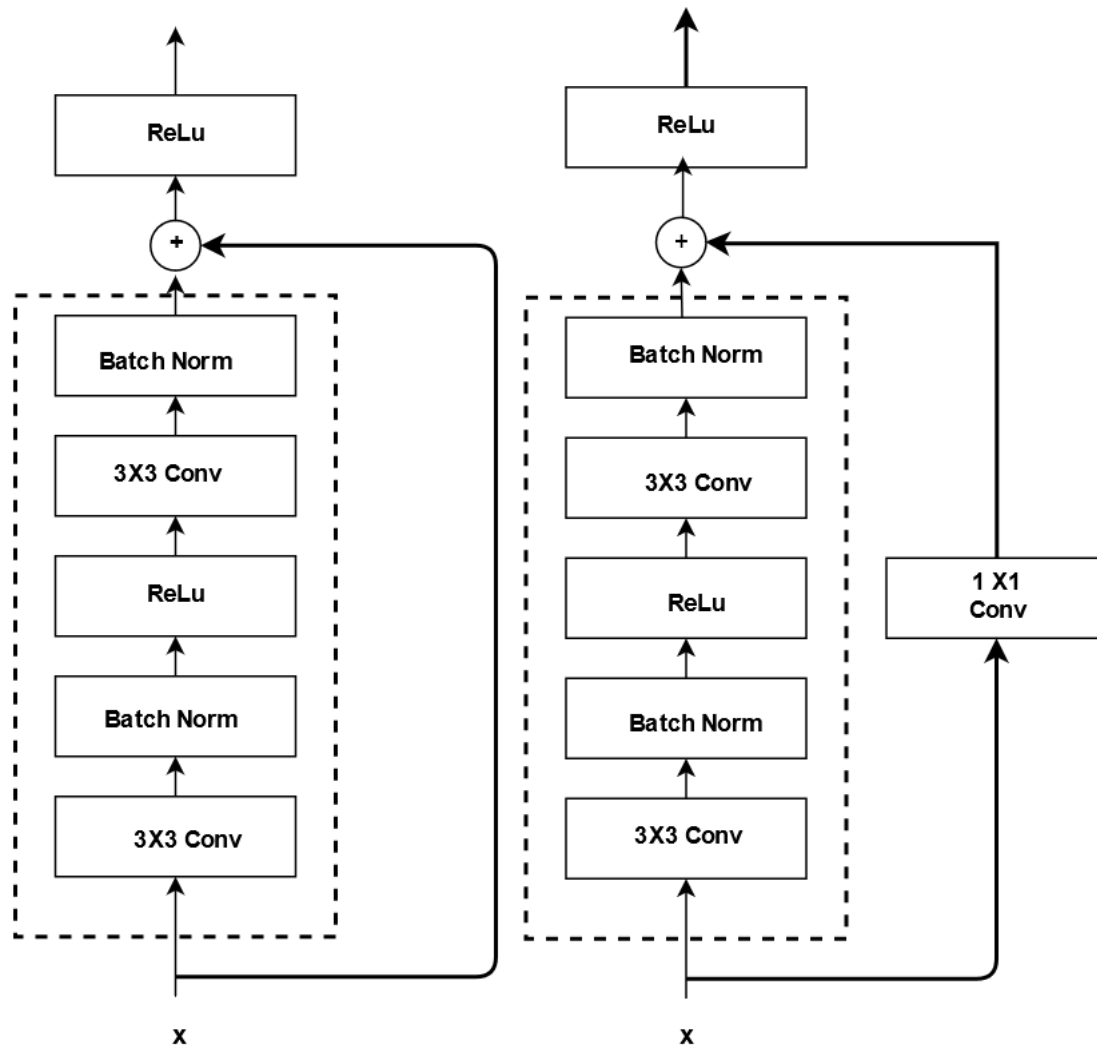 ReLu
+
Batch Norm
3X3 Conv
ReLu
Batch Norm
3X3 Conv
x
ReLu
+
Batch Norm
3X3 Conv
ReLu
Batch Norm
3X3 Conv
1 X1
Conv
x